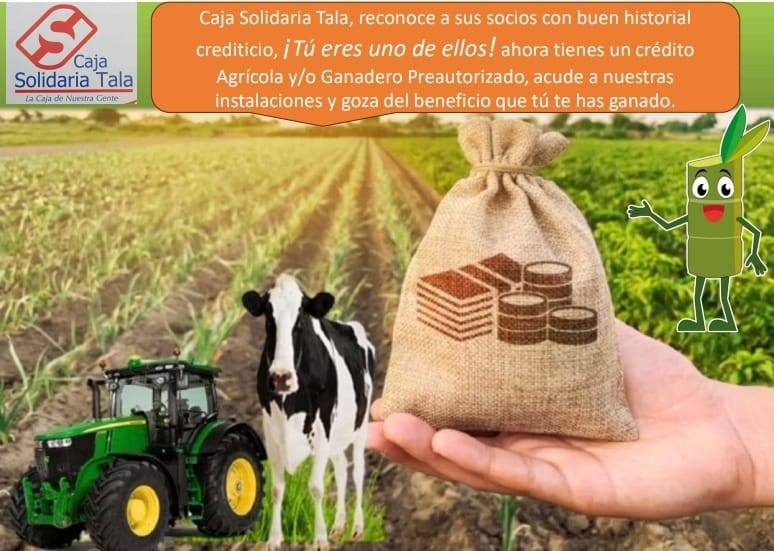 Caja
Solidaria Tala
La Caja de Nuestra Gente
Caja Solidaria Tala, reconoce a sus socios con buen historial
crediticio, ¡Tú eres uno de ellos! ahora tienes un crédito
Agrícola y/o Ganadero Preautorizado, acude a nuestras
instalaciones y goza del beneficio que tú te has ganado.